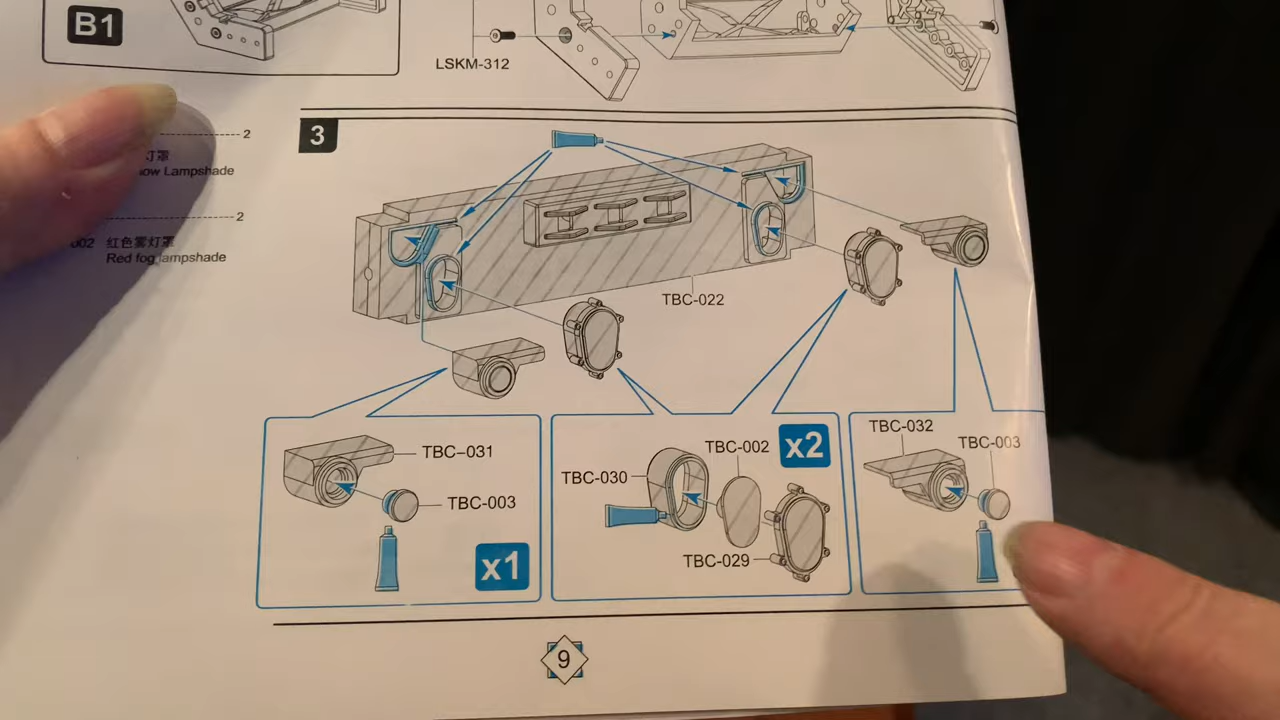 B1
LSKM-312
3
2
灯罩
ow Lampshade
2
002 红色雾灯罩
Red fog lampshade
TBC-022
TBC-031
TBC-003
x1
TBC-030
TBC-002
x2
TBC-029
TBC-032
TBC-003
9